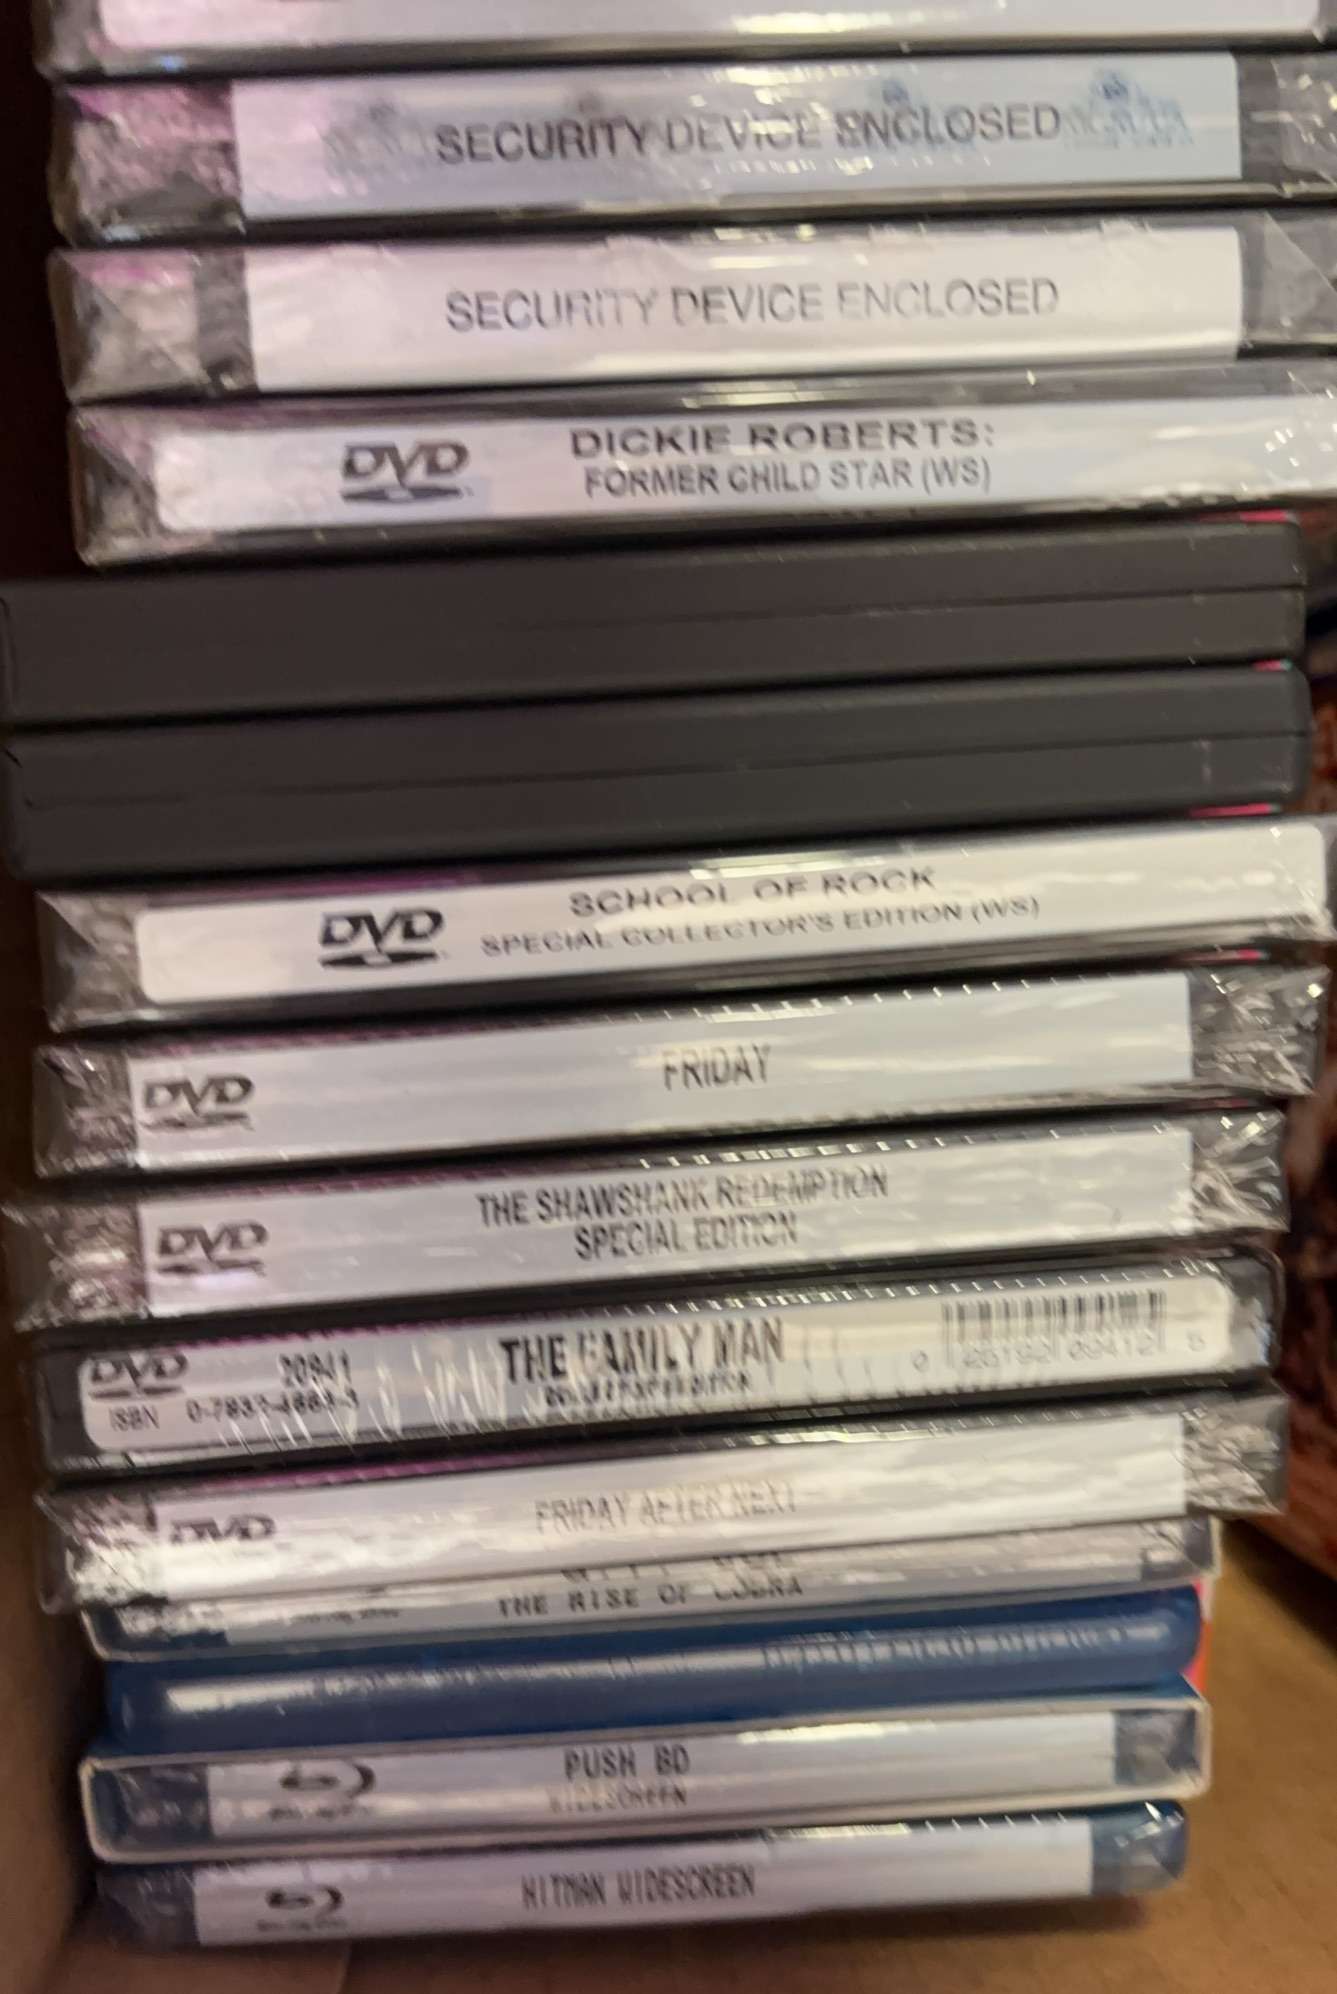 SECURITY DEVICE ENCLOSED
SECURITY DEVICE ENCLOSED
DVD
DICKIE ROBERTS:
FORMER CHILD STAR (WS)
DVD
SCHOOL OF ROCK
SPECIAL COLLECTOR'S EDITION (WS)
DVD
FRIDAY
DVD
THE SHAWSHANK REDEMPTION
SPECIAL EDITION
DVD
20941
THE FAMILY MAN
ISBN
DVD
FRIDAY AFTER NEXT
THE RISE OF COBRA
PUSH BD
WIDESCREEN
HITMAN WIDESCREEN